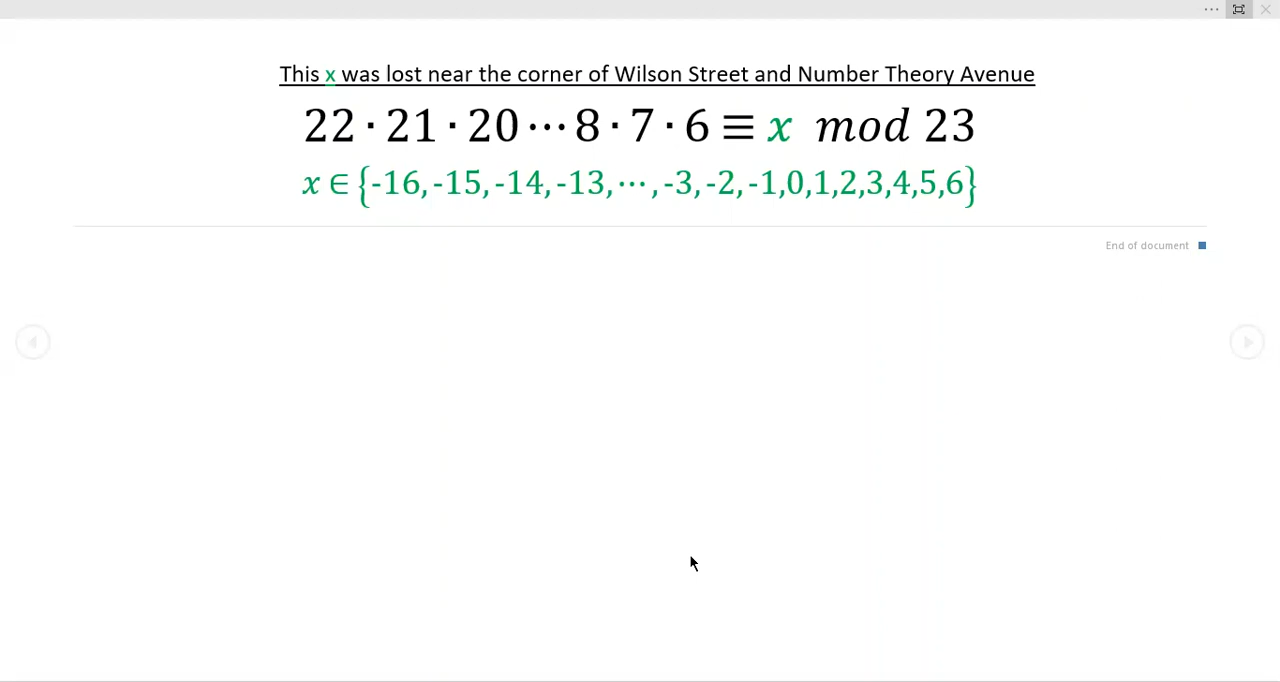 This x was lost near the corner of Wilson Street and Number Theory Avenue
22 · 21 · 20 ⋯ 8 · 7 · 6 ≡ x mod 23
x ∈ {-16, -15, -14, -13, ⋯ , -3, -2, -1,0,1,2,3,4,5,6}
End of document